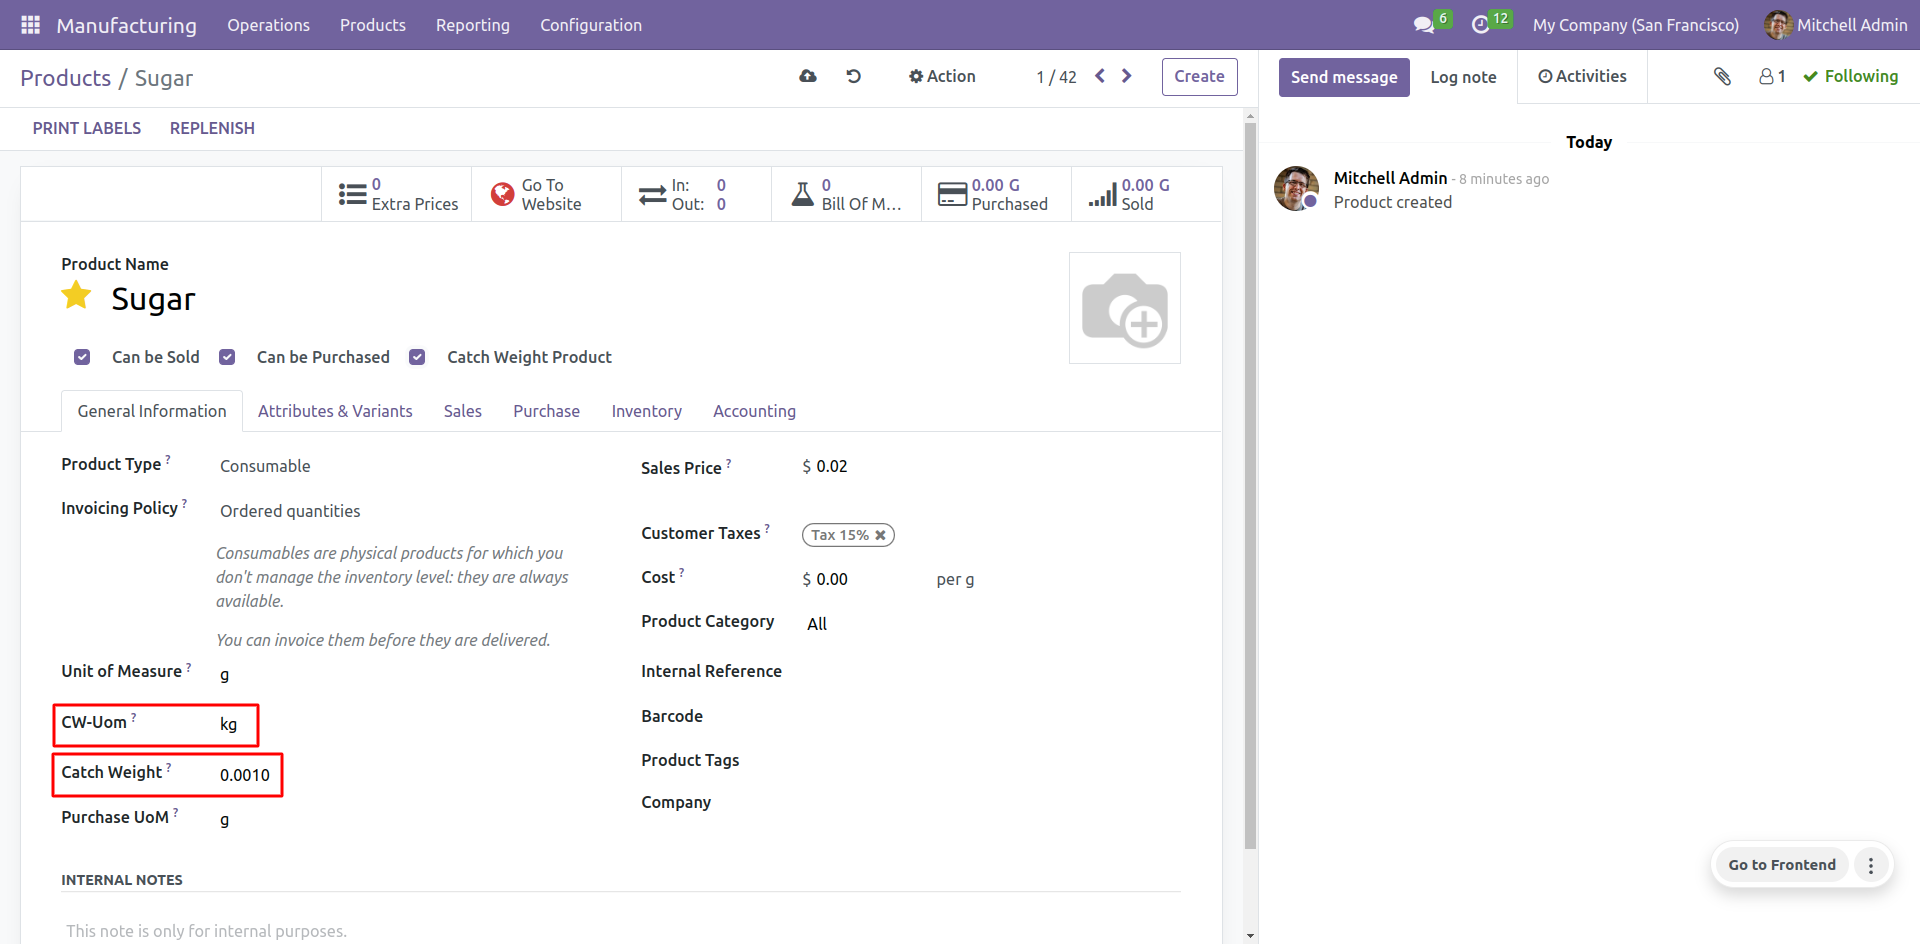 Manufacturing Operations Products Reporting Configuration 6 12 My Company (San Francisco) Mitchell Admin
Products / Sugar Action 1 / 42 Create Send message Log note Activities 1 Following
PRINT LABELS REPLENISH
Today
0 Extra Prices
Go To Website
In: 0
Out: 0
0 Bill Of M...
0.00 G Purchased
0.00 G Sold
Mitchell Admin - 8 minutes ago
Product created
Product Name
Sugar
Can be Sold Can be Purchased Catch Weight Product
General Information Attributes & Variants Sales Purchase Inventory Accounting
Product Type ? Consumable
Invoicing Policy ? Ordered quantities
Consumables are physical products for which you
don't manage the inventory level: they are always
available.
You can invoice them before they are delivered.
Unit of Measure ? g
CW-Uom ? kg
Catch Weight ? 0.0010
Purchase UoM ? g
Sales Price ? $ 0.02
Customer Taxes ? Tax 15%
Cost ? $ 0.00 per g
Product Category All
Internal Reference
Barcode
Product Tags
Company
Go to Frontend
INTERNAL NOTES
This note is only for internal purposes.